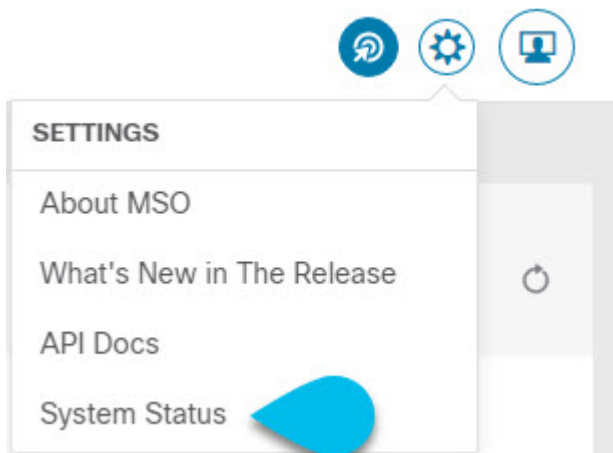 SETTINGS
About MSO
What's New in The Release
API Docs
System Status